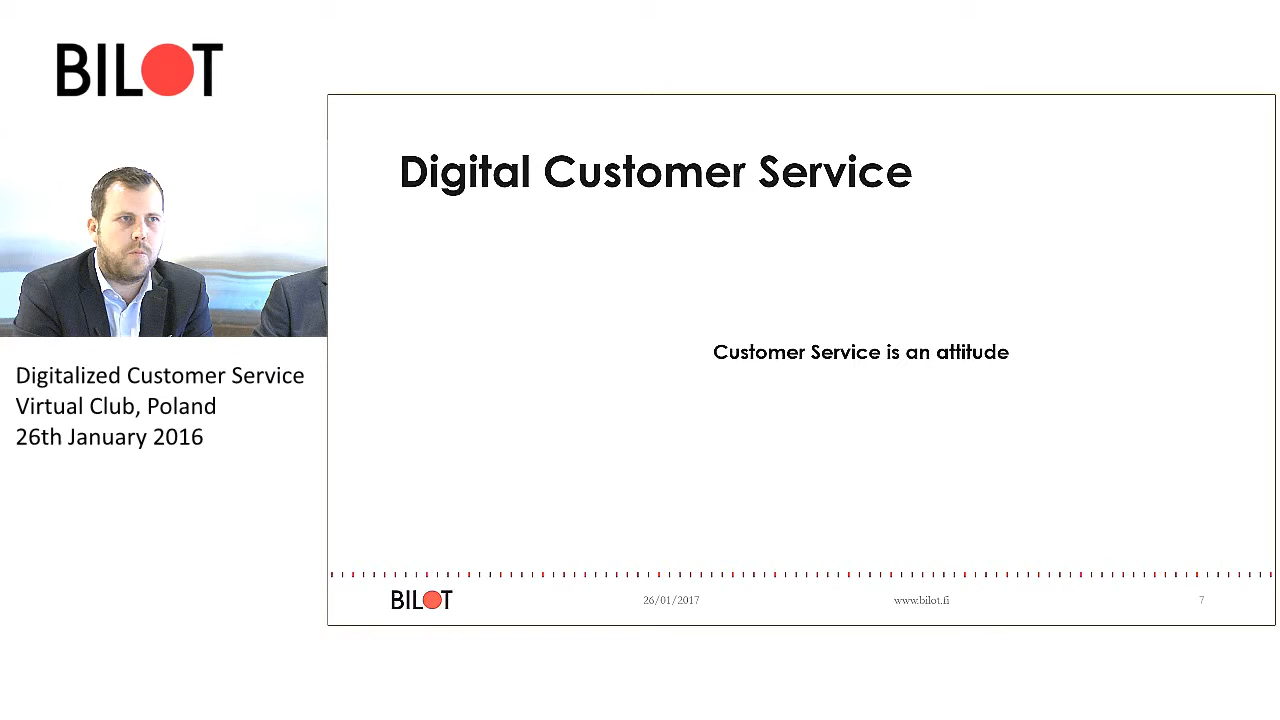 BILOT
Digitalized Customer Service
Virtual Club, Poland
26th January 2016
Digital Customer Service
Customer Service is an attitude
BILOT
26/01/2017
www.bilot.fi
7